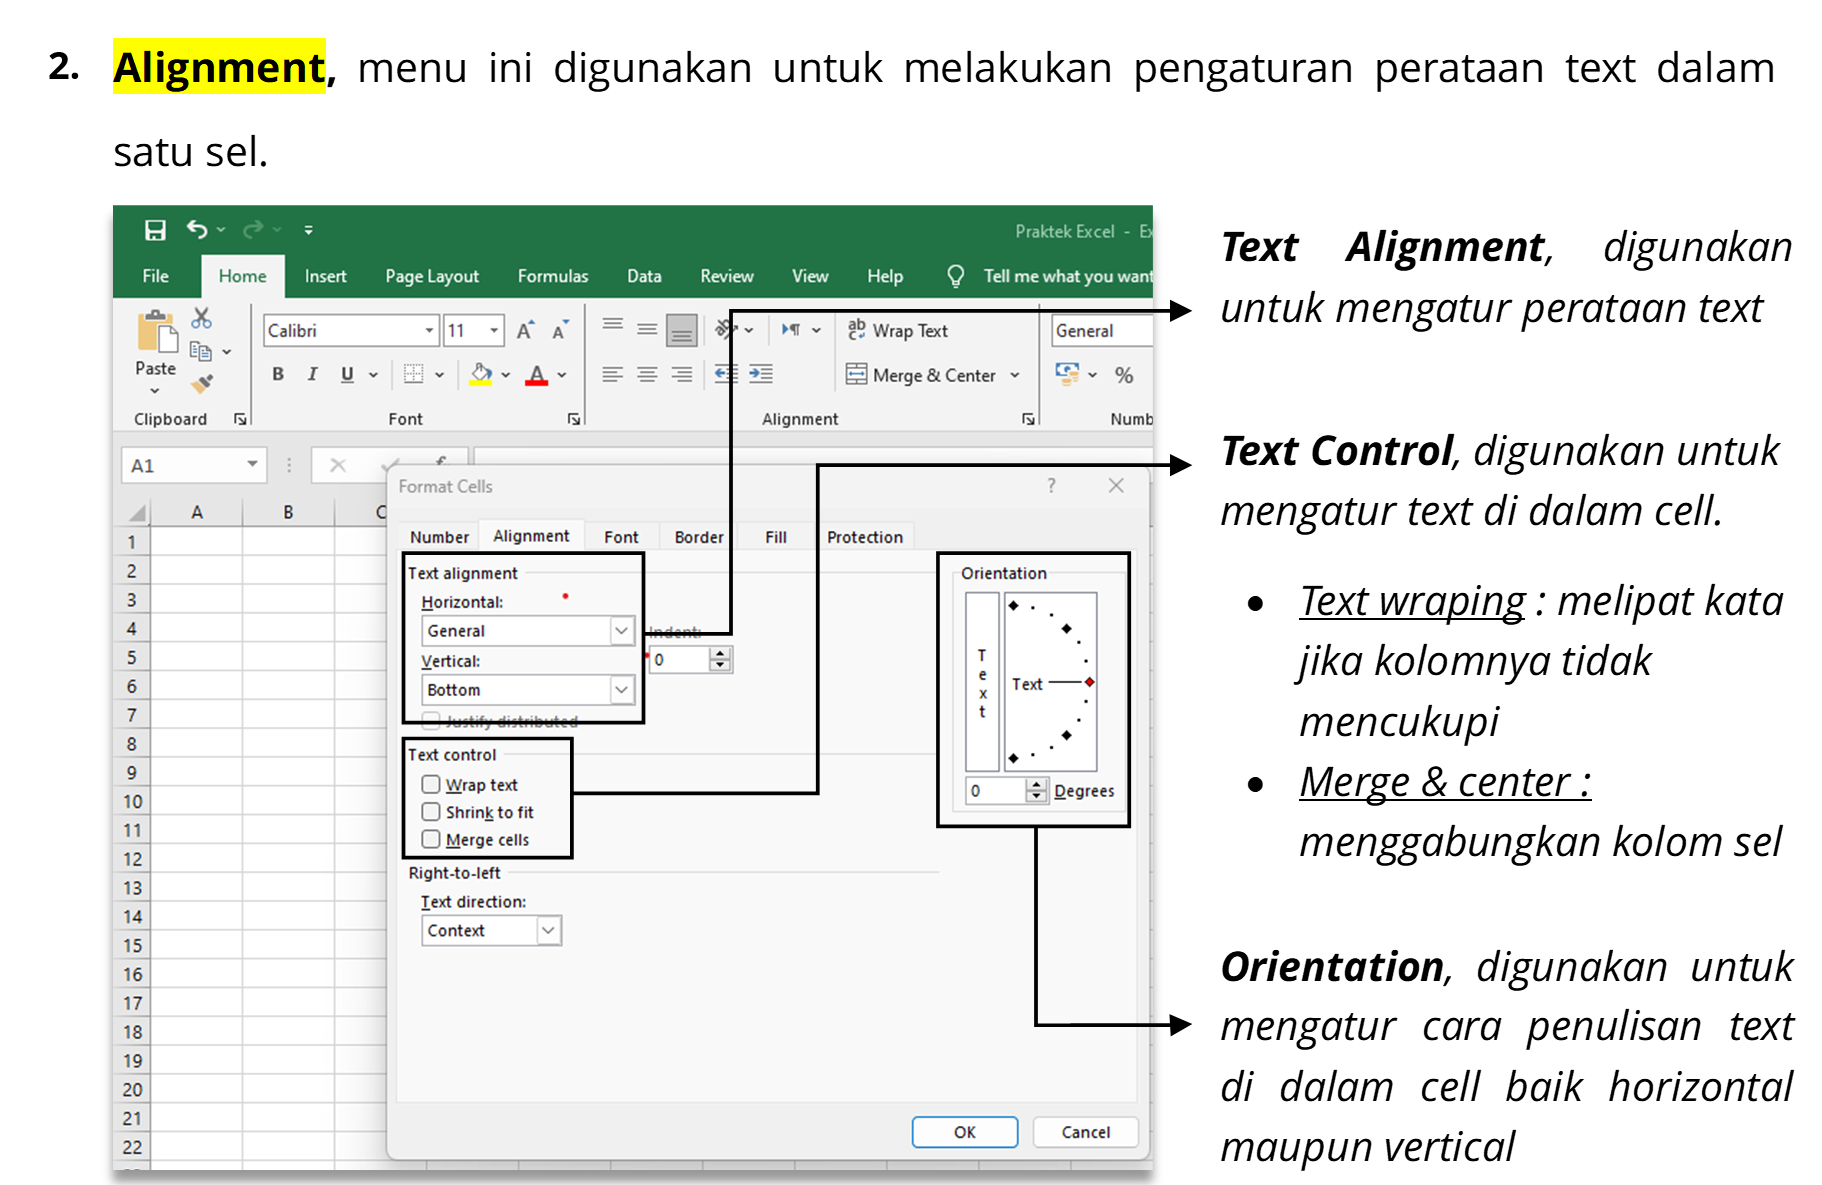 2. Alignment, menu ini digunakan untuk melakukan pengaturan perataan text dalam
satu sel.
Praktek Excel -
File Home Insert Page Layout Formulas Data Review View Help Tell me what you want
Calibri 11 Wrap Text General
Paste B I U A Merge & Center %
Clipboard Font Alignment
A1
Format Cells ?
A B
Number Alignment Font Border Fill Protection
Text alignment
Horizontal:
General
Indent:
0
Vertical:
Bottom
Justify distributed
Text control
Wrap text
Shrink to fit
Merge cells
Right-to-left
Text direction:
Context
Orientation
Text
Text
0 Degrees
OK Cancel
1
2
3
4
5
6
7
8
9
10
11
12
13
14
15
16
17
18
19
20
21
22
Text Alignment, digunakan
untuk mengatur perataan text
Text Control, digunakan untuk
mengatur text di dalam cell.
• Text wraping : melipat kata
jika kolomnya tidak
mencukupi
• Merge & center :
menggabungkan kolom sel
Orientation, digunakan untuk
mengatur cara penulisan text
di dalam cell baik horizontal
maupun vertical